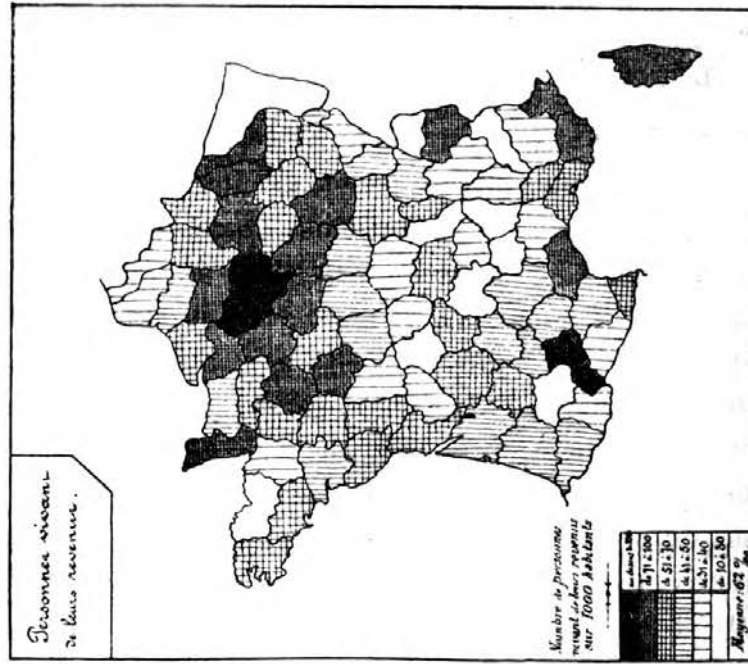 Personnes vivant
de leurs revenus.
Nombre de personnes
vivant de leurs revenus
sur 1000 habitants
de 71 à 100
de 51 à 70
de 41 à 50
de 31 à 40
de 10 à 30
Moyenne: 62 ‰